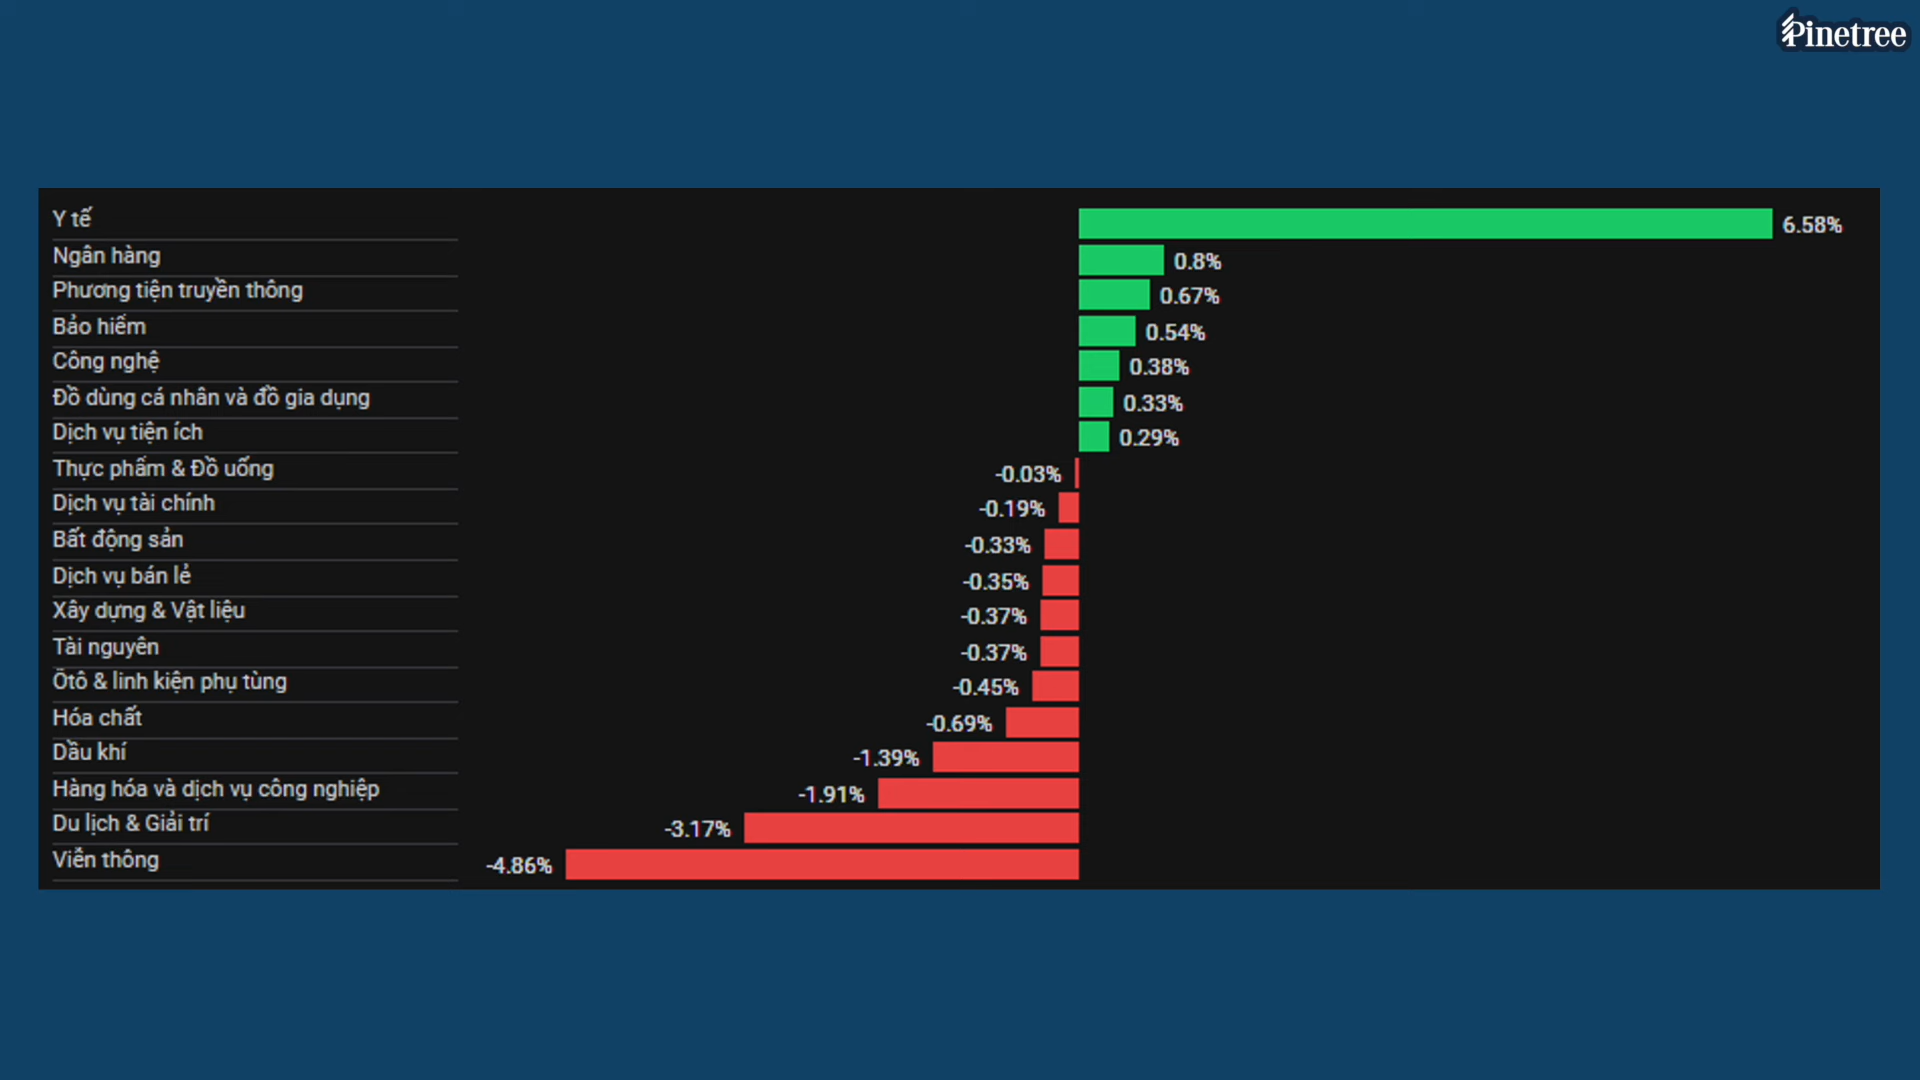 Pinetree
Y tế 6.58%
Ngân hàng 0.8%
Phương tiện truyền thông 0.67%
Bảo hiểm 0.54%
Công nghệ 0.38%
Đồ dùng cá nhân và đồ gia dụng 0.33%
Dịch vụ tiện ích 0.29%
Thực phẩm & Đồ uống -0.03%
Dịch vụ tài chính -0.19%
Bất động sản -0.33%
Dịch vụ bán lẻ -0.35%
Xây dựng & Vật liệu -0.37%
Tài nguyên -0.37%
Ôtô & linh kiện phụ tùng -0.45%
Hóa chất -0.69%
Dầu khí -1.39%
Hàng hóa và dịch vụ công nghiệp -1.91%
Du lịch & Giải trí -3.17%
Viễn thông -4.86%